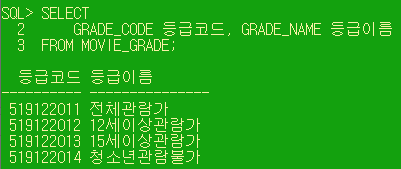 SQL> SELECT
  2      GRADE_CODE 등급코드, GRADE_NAME 등급이름
  3  FROM MOVIE_GRADE;
  등급코드 등급이름
---------- ---------------
 519122011 전체관람가
 519122012 12세이상관람가
 519122013 15세이상관람가
 519122014 청소년관람불가